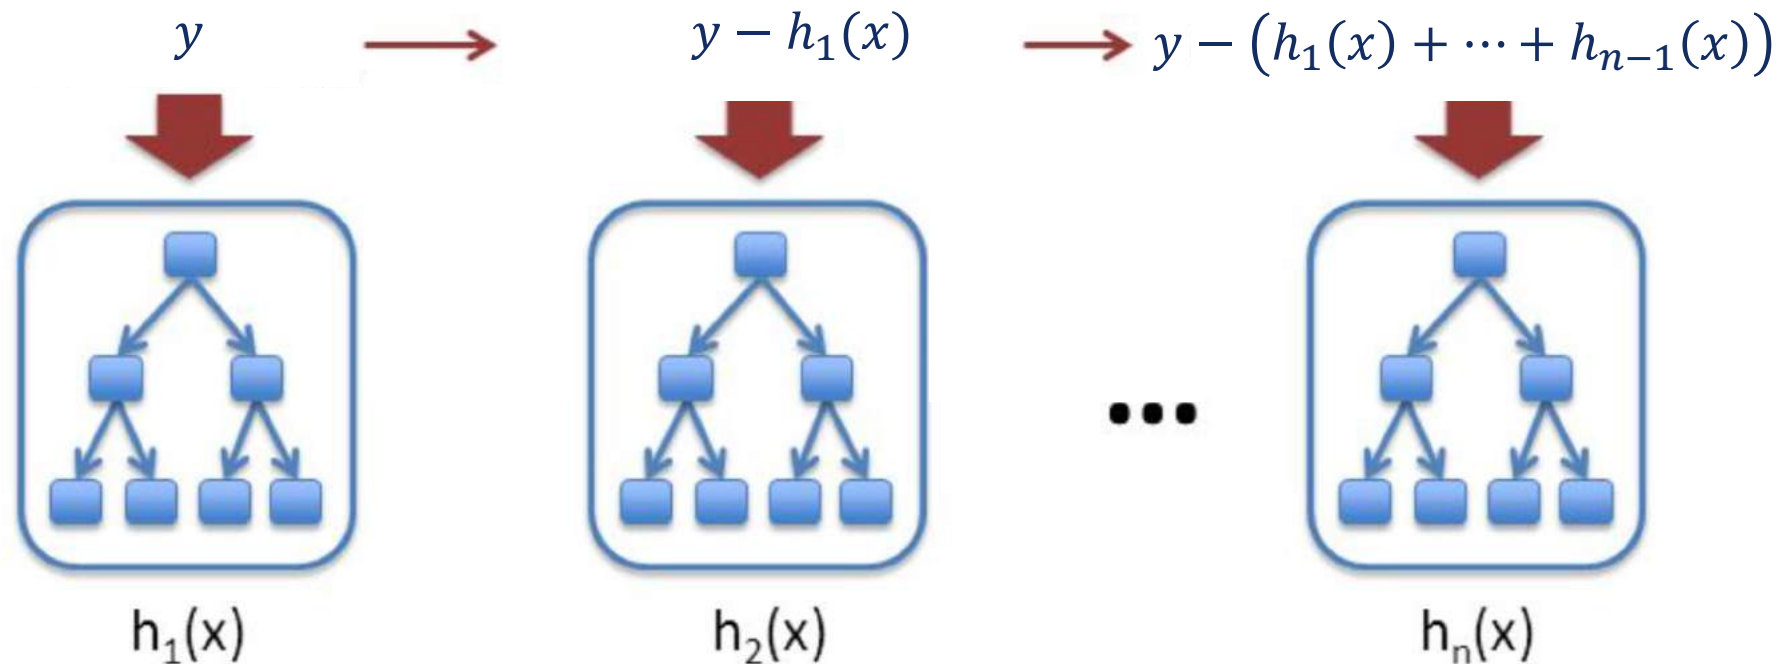 y → y − h₁(x) → y − (h₁(x) + ⋯ + hₙ₋₁(x))
...
h₁(x) h₂(x) hₙ(x)